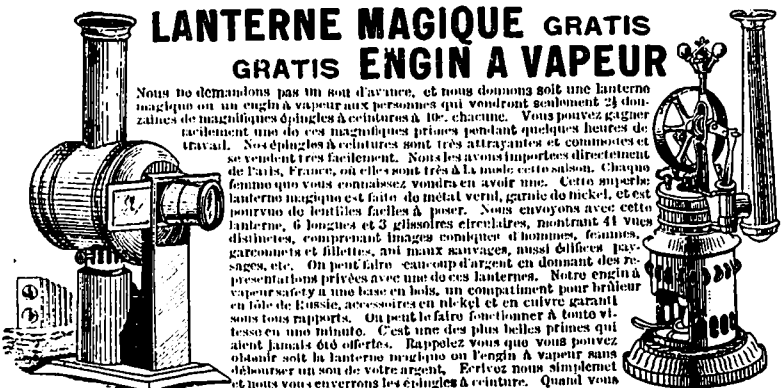 LANTERNE MAGIQUE GRATIS
GRATIS ENGIN A VAPEUR
Nous ne demandons pas un sou d'avance, et nous donnons soit une lanterne
magique ou un engin à vapeur aux personnes qui vendront seulement 2½ dou-
zaines de magnifiques épingles à ceintures à 10c. chacune. Vous pouvez gagner
facilement une de ces magnifiques primes pendant quelques heures de
travail. Nos épingles à ceintures sont très attrayantes et commodes et
se vendent très facilement. Nous les avons importées directement
de Paris, France, où elles sont très à la mode cette saison. Chaque
femme que vous connaissez voudra en avoir une. Cette superbe
lanterne magique est faite de métal verni, garnie de nickel, et est
pourvue de lentilles faciles à poser. Nous envoyons avec cette
lanterne, 6 longues et 3 glissoires circulaires, montrant 41 vues
distinctes, comprenant images comiques d'hommes, femmes,
garconnets et fillettes, ani maux sauvages, aussi édifices pay-
sages, etc. On peut faire eaucoup d'argent en donnant des re-
présentations privées avec une de ces lanternes. Notre engin à
vapeur safety a une base en bois, un compatiment pour brûleur
en tôle de Russie, accessoires en nickel et en cuivre garanti
sous tous rapports. On peut le faire fonctionner à toute vi-
tesse en une minute. C'est une des plus belles primes qui
aient jamais été offertes. Rappelez vous que vous pouvez
obtenir soit la lanterne magique ou l'engin à vapeur sans
débourser un sou de votre argent, Ecrivez nous simplemet
et nous vous enverrons les épingles à ceinture. Quand vous